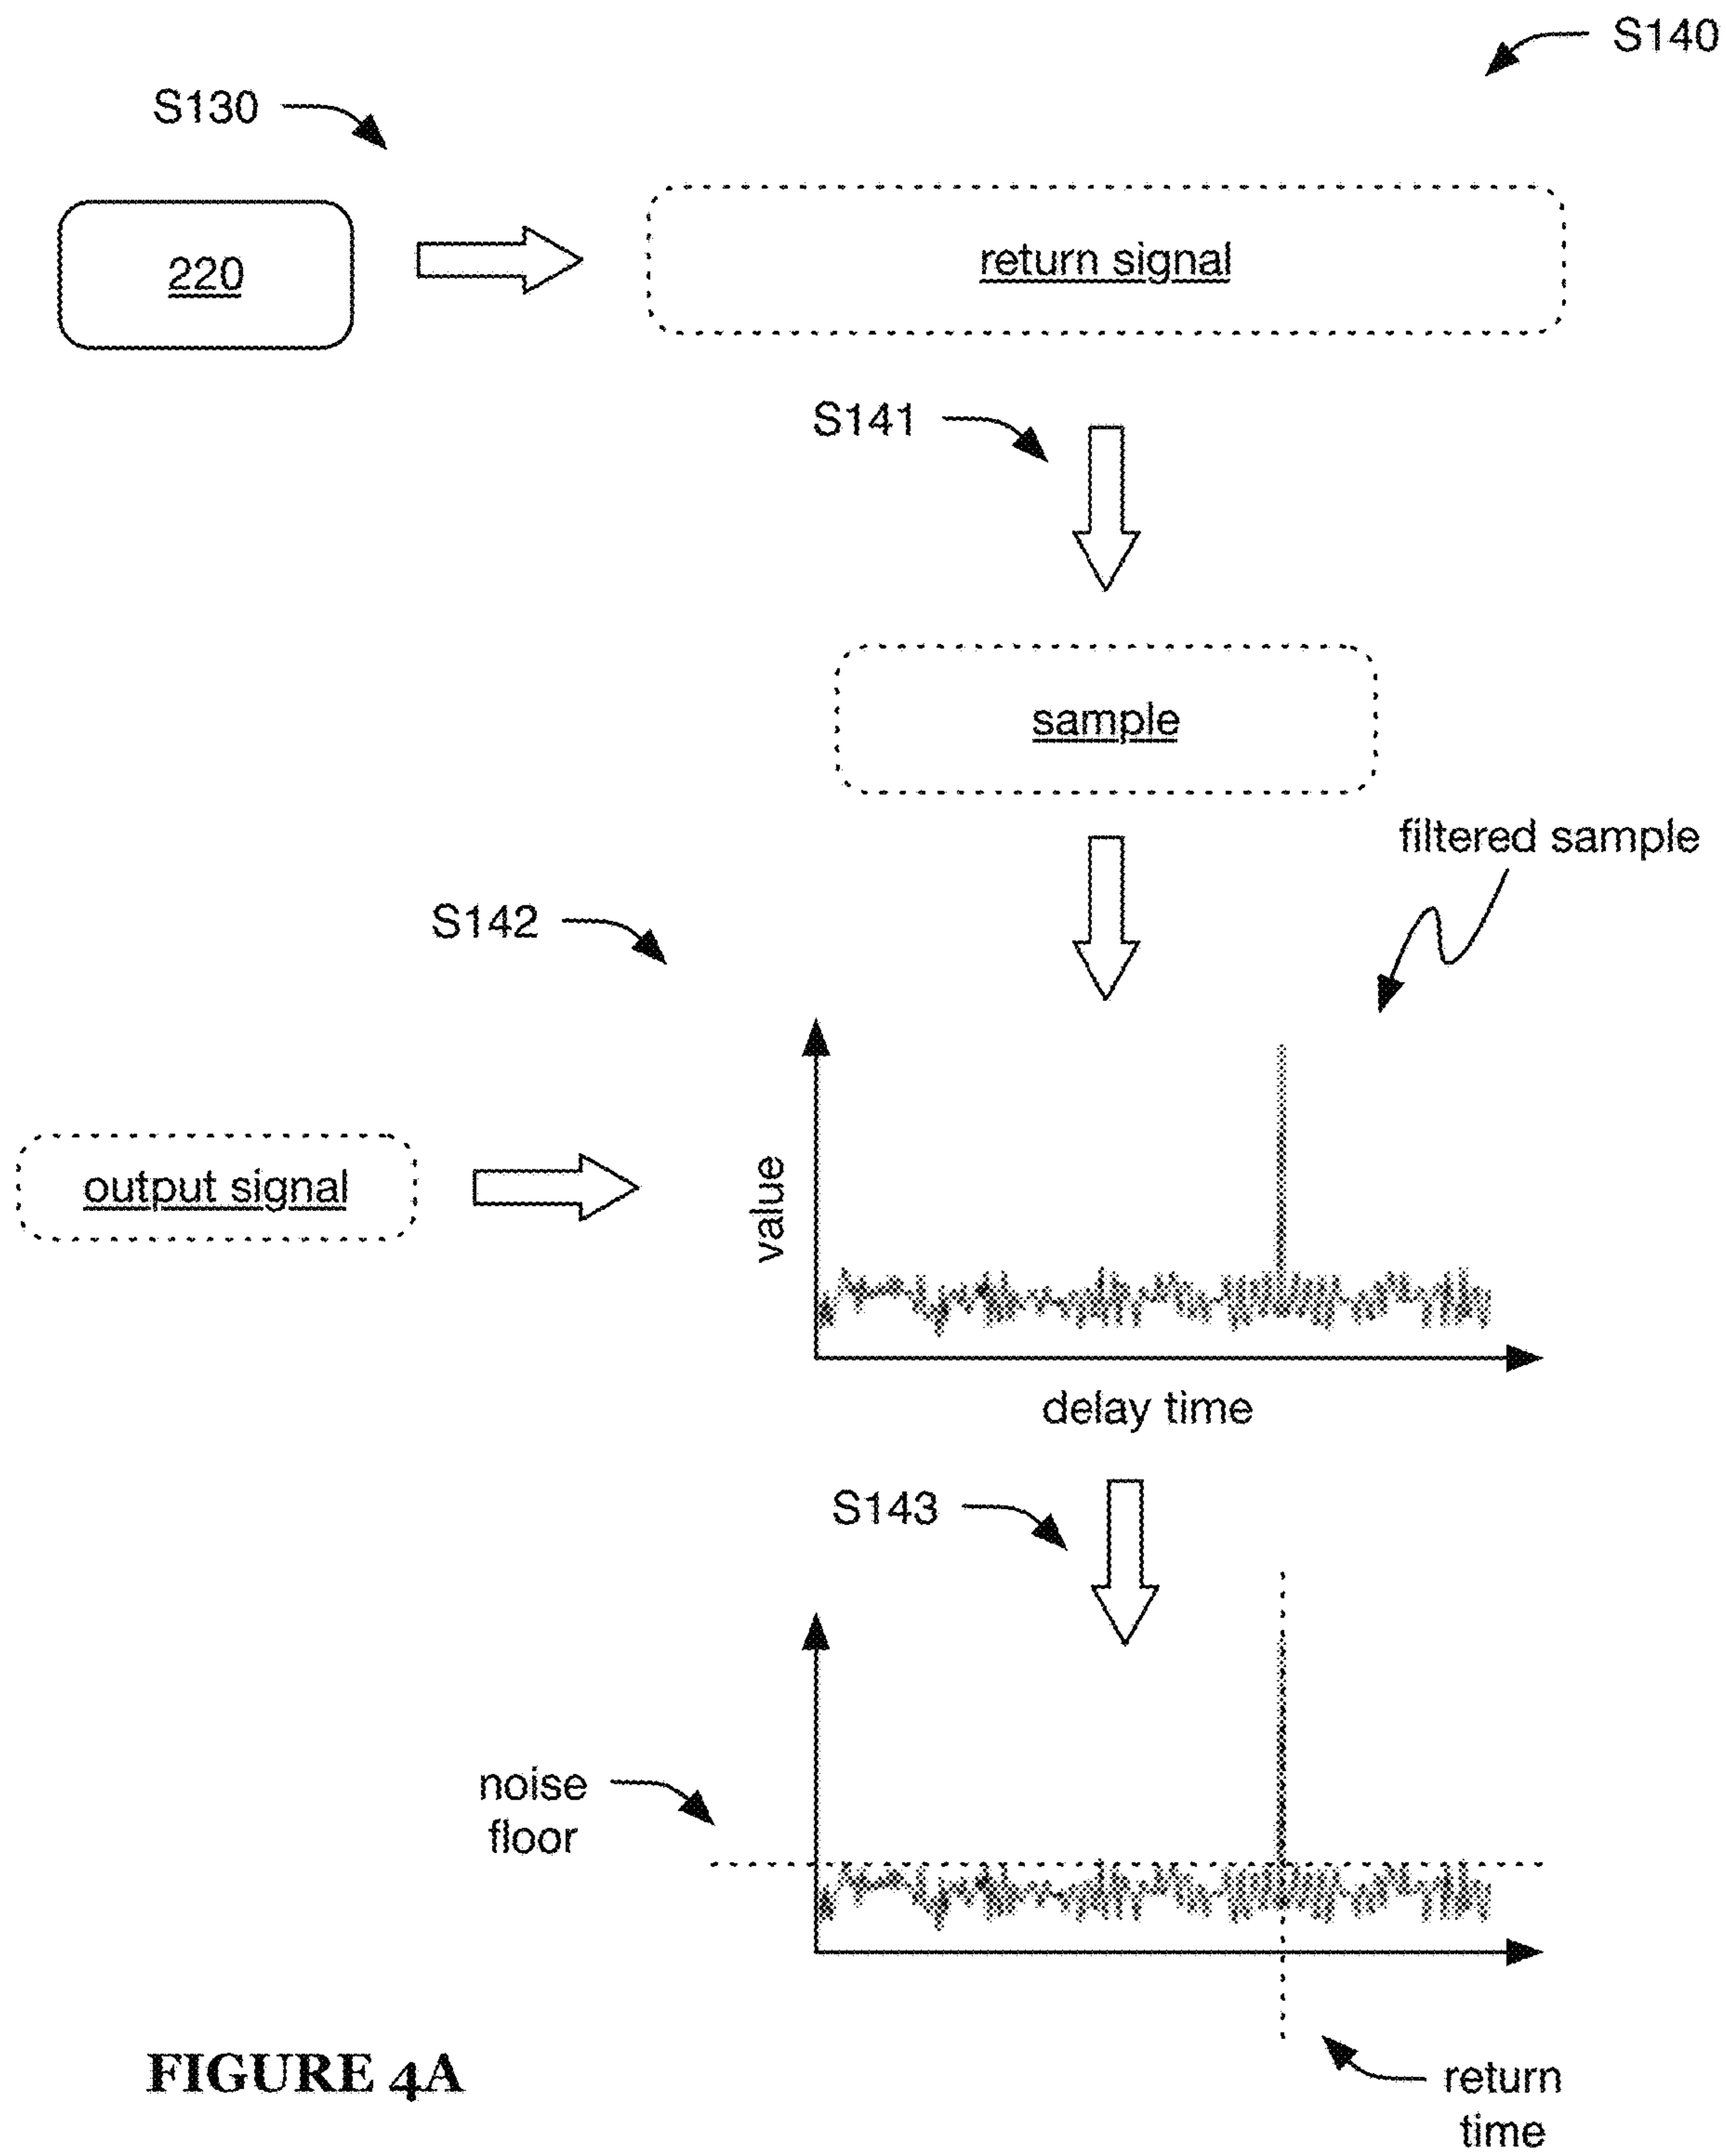 S140
S130
220
return signal
S141
sample
filtered sample
S142
output signal
value
delay time
S143
noise
floor
return
time
FIGURE 4A